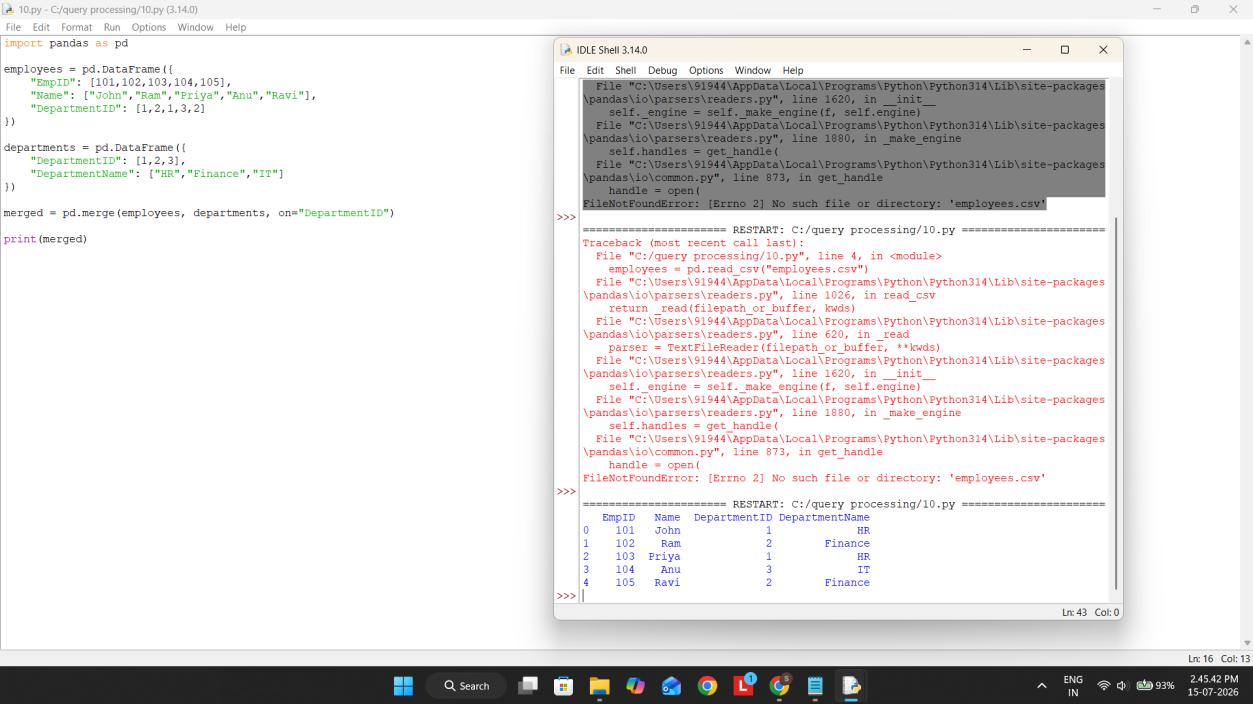 10.py - C:/query processing/10.py (3.14.0)
File Edit Format Run Options Window Help
import pandas as pd
employees = pd.DataFrame({
    "EmpID": [101,102,103,104,105],
    "Name": ["John","Ram","Priya","Anu","Ravi"],
    "DepartmentID": [1,2,1,3,2]
})
departments = pd.DataFrame({
    "DepartmentID": [1,2,3],
    "DepartmentName": ["HR","Finance","IT"]
})
merged = pd.merge(employees, departments, on="DepartmentID")
print(merged)
IDLE Shell 3.14.0
File Edit Shell Debug Options Window Help
  File "C:\Users\91944\AppData\Local\Programs\Python\Python314\Lib\site-packages
\pandas\io\parsers\readers.py", line 1620, in __init__
    self._engine = self._make_engine(f, self.engine)
  File "C:\Users\91944\AppData\Local\Programs\Python\Python314\Lib\site-packages
\pandas\io\parsers\readers.py", line 1880, in _make_engine
    self.handles = get_handle(
  File "C:\Users\91944\AppData\Local\Programs\Python\Python314\Lib\site-packages
\pandas\io\common.py", line 873, in get_handle
    handle = open(
FileNotFoundError: [Errno 2] No such file or directory: 'employees.csv'
>>>
====================== RESTART: C:/query processing/10.py ======================
Traceback (most recent call last):
  File "C:/query processing/10.py", line 4, in <module>
    employees = pd.read_csv("employees.csv")
  File "C:\Users\91944\AppData\Local\Programs\Python\Python314\Lib\site-packages
\pandas\io\parsers\readers.py", line 1026, in read_csv
    return _read(filepath_or_buffer, kwds)
  File "C:\Users\91944\AppData\Local\Programs\Python\Python314\Lib\site-packages
\pandas\io\parsers\readers.py", line 620, in _read
    parser = TextFileReader(filepath_or_buffer, **kwds)
  File "C:\Users\91944\AppData\Local\Programs\Python\Python314\Lib\site-packages
\pandas\io\parsers\readers.py", line 1620, in __init__
    self._engine = self._make_engine(f, self.engine)
  File "C:\Users\91944\AppData\Local\Programs\Python\Python314\Lib\site-packages
\pandas\io\parsers\readers.py", line 1880, in _make_engine
    self.handles = get_handle(
  File "C:\Users\91944\AppData\Local\Programs\Python\Python314\Lib\site-packages
\pandas\io\common.py", line 873, in get_handle
    handle = open(
FileNotFoundError: [Errno 2] No such file or directory: 'employees.csv'
>>>
====================== RESTART: C:/query processing/10.py ======================
   EmpID   Name  DepartmentID DepartmentName
0    101   John             1             HR
1    102    Ram             2        Finance
2    103  Priya             1             HR
3    104    Anu             3             IT
4    105   Ravi             2        Finance
>>>
Ln: 43 Col: 0
Ln: 16 Col: 13
Search
L
1
S
ENG
IN
93%
2.45.42 PM
15-07-2026